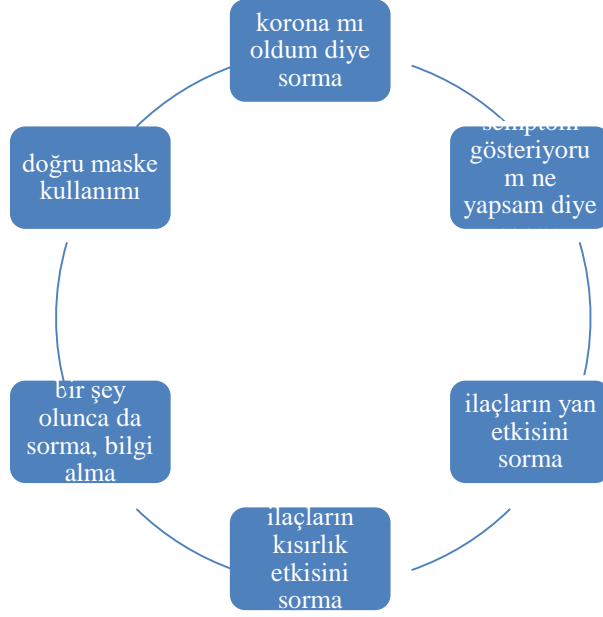 korona mı
oldum diye
sorma
semptom
gösteriyoru
m ne
yapsam diye
ilaçların yan
etkisini
sorma
ilaçların
kısırlık
etkisini
sorma
bir şey
olunca da
sorma, bilgi
alma
doğru maske
kullanımı